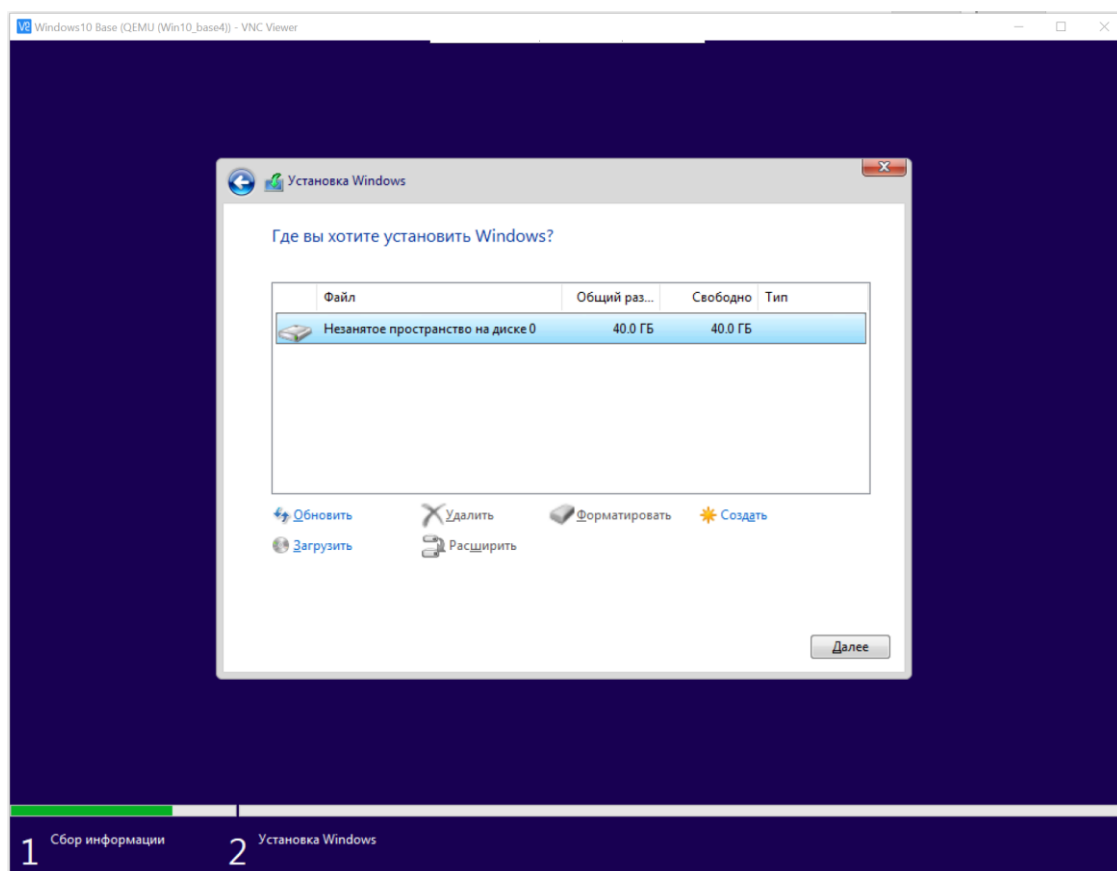 Windows10 Base (QEMU (Win10_base4)) - VNC Viewer
Установка Windows
Где вы хотите установить Windows?
Файл Общий раз... Свободно Тип
Незанятое пространство на диске 0 40.0 ГБ 40.0 ГБ
Обновить Удалить Форматировать Создать
Загрузить Расширить
Далее
1 Сбор информации 2 Установка Windows